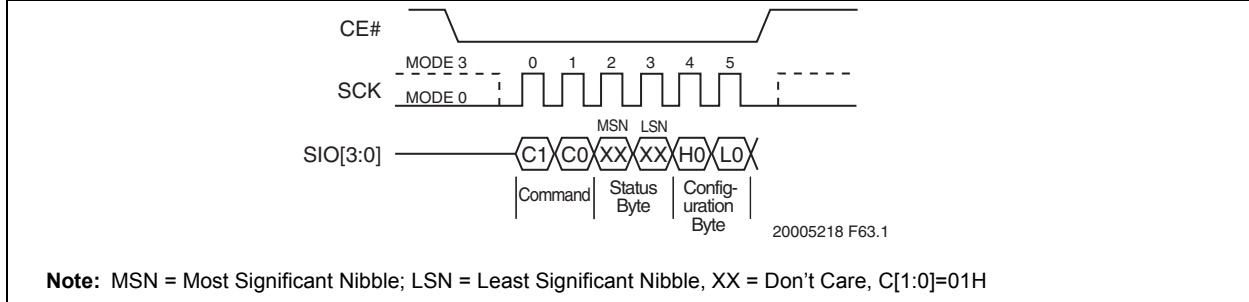 CE#
MODE 3 0 1 2 3 4 5
SCK
MODE 0
MSN LSN
SIO[3:0] C1 C0 XX XX H0 L0
Command Status Byte Config-uration Byte
20005218 F63.1
Note: MSN = Most Significant Nibble; LSN = Least Significant Nibble, XX = Don't Care, C[1:0]=01H